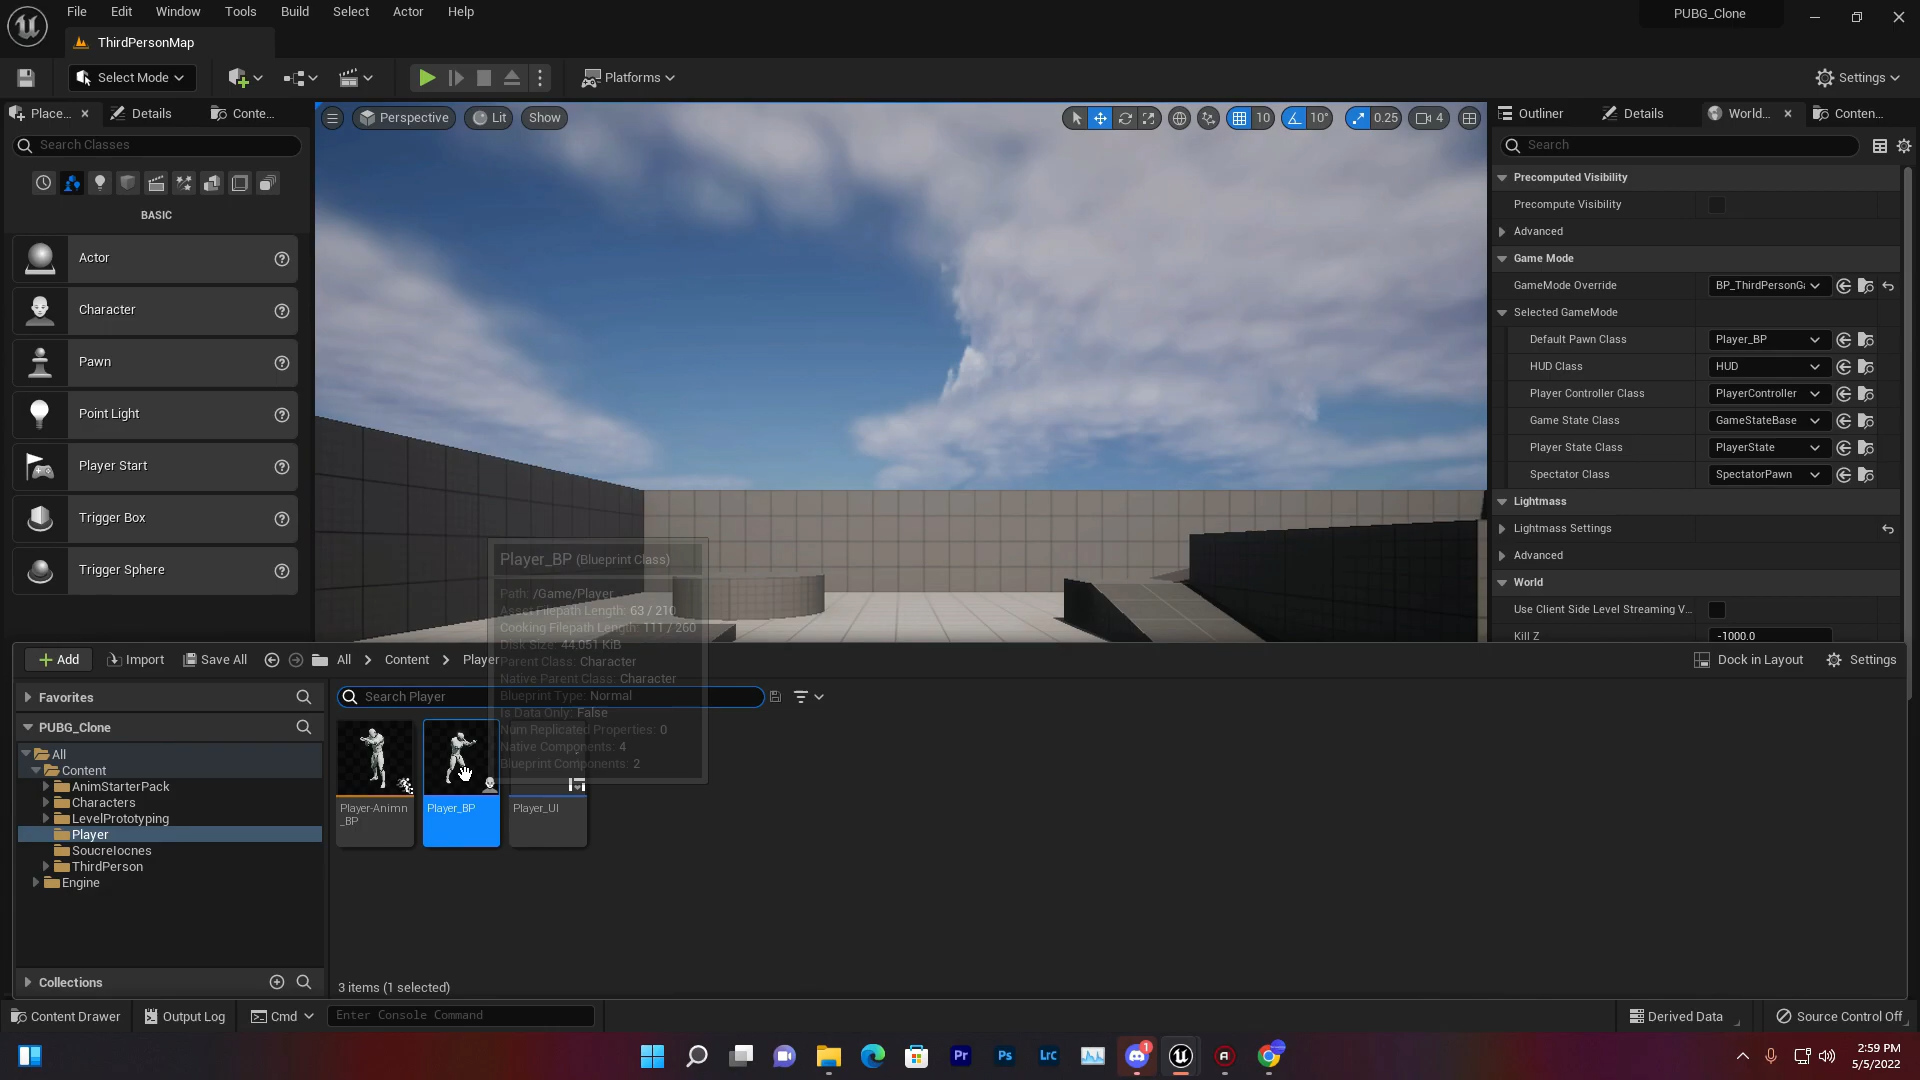 File Edit Window Tools Build Select Actor Help
PUBG_Clone
ThirdPersonMap
Select Mode
Platforms
Settings
Place...
Details
Conte...
Search Classes
BASIC
Actor
Character
Pawn
Point Light
Player Start
Trigger Box
Trigger Sphere
Perspective
Lit
Show
10
10°
0.25
4
Outliner
Details
World...
Conten...
Search
Precomputed Visibility
Precompute Visibility
Advanced
Game Mode
GameMode Override
BP_ThirdPersonGa
Selected GameMode
Default Pawn Class
Player_BP
HUD Class
HUD
Player Controller Class
PlayerController
Game State Class
GameStateBase
Player State Class
PlayerState
Spectator Class
SpectatorPawn
Lightmass
Lightmass Settings
Advanced
World
Use Client Side Level Streaming V...
Kill Z
-1000.0
Player_BP (Blueprint Class)
Path: /Game/Player
Asset Filepath Length: 63 / 210
Cooking Filepath Length: 111 / 260
Disk Size: 44.051 KiB
Parent Class: Character
Native Parent Class: Character
Blueprint Type: Normal
Is Data Only: False
Num Replicated Properties: 0
Native Components: 4
Blueprint Components: 2
Add
Import
Save All
All
Content
Player
Dock in Layout
Settings
Favorites
PUBG_Clone
All
Content
AnimStarterPack
Characters
LevelPrototyping
Player
Soucrelocnes
ThirdPerson
Engine
Collections
Search Player
Player-Animn
_BP
Player_BP
Player_UI
3 items (1 selected)
Content Drawer
Output Log
Cmd
Enter Console Command
Derived Data
Source Control Off
Pr
Ps
LrC
1
2:59 PM
5/5/2022